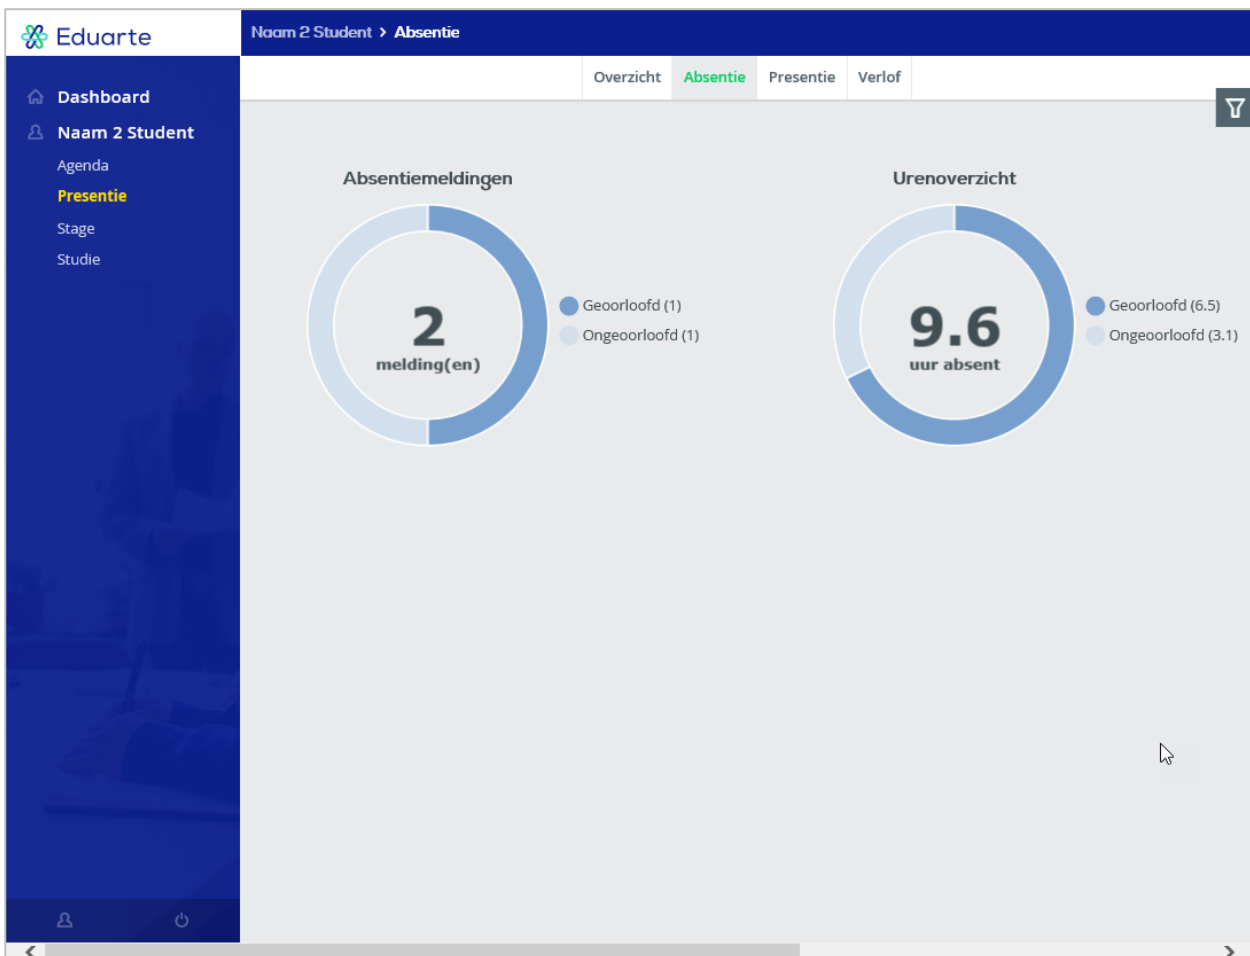 Eduarte
Naam 2 Student > Absentie
Overzicht Absentie Presentie Verlof
Dashboard
Naam 2 Student
Agenda
Presentie
Stage
Studie
Absentiemeldingen
2
melding(en)
Geoorloofd (1)
Ongeoorloofd (1)
Urenoverzicht
9.6
uur absent
Geoorloofd (6.5)
Ongeoorloofd (3.1)